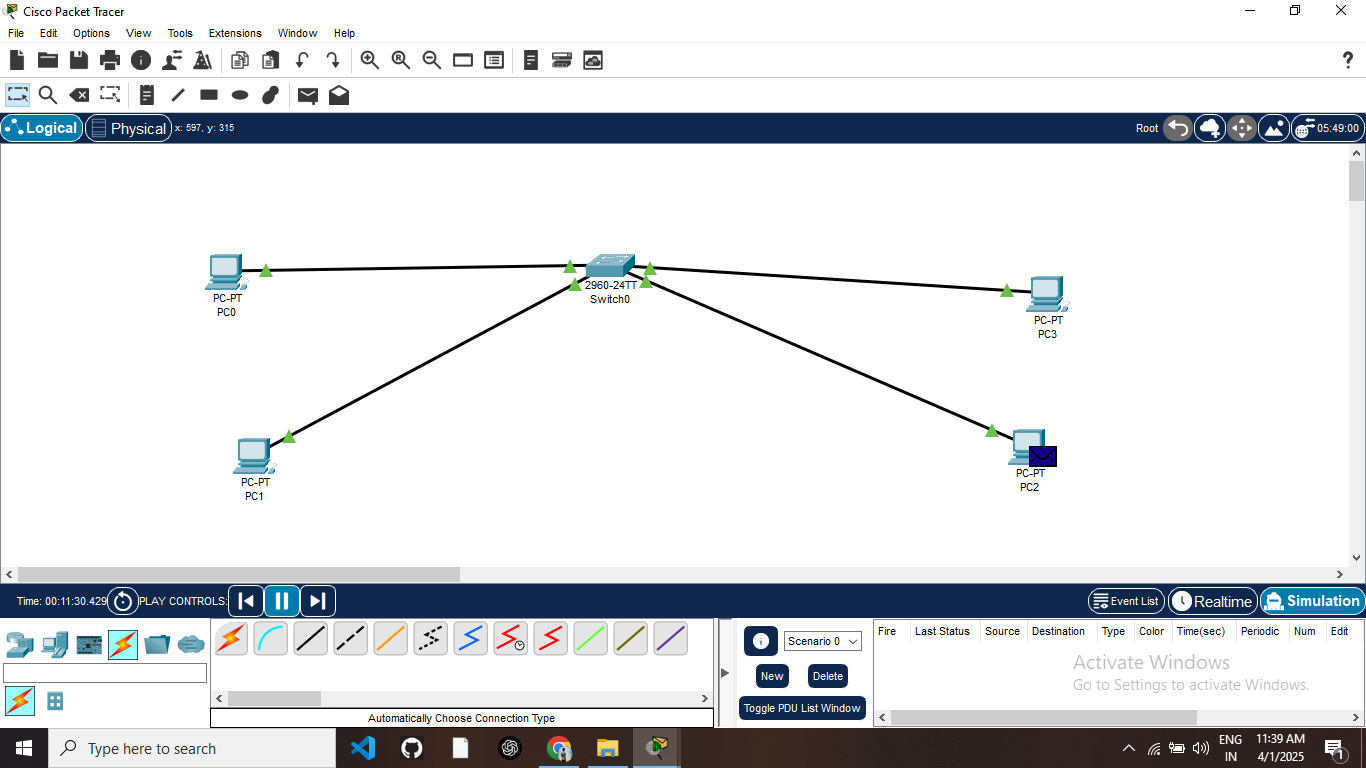 Cisco Packet Tracer
File Edit Options View Tools Extensions Window Help
Logical Physical x: 597, y: 315 Root 05:49:00
PC-PT
PC0
2960-24TT
Switch0
PC-PT
PC3
PC-PT
PC1
PC-PT
PC2
Time: 00:11:30.429 PLAY CONTROLS: Event List Realtime Simulation
Scenario 0
New Delete
Toggle PDU List Window
Fire Last Status Source Destination Type Color Time(sec) Periodic Num Edit
Activate Windows
Go to Settings to activate Windows.
Automatically Choose Connection Type
Type here to search
ENG
IN
11:39 AM
4/1/2025
1